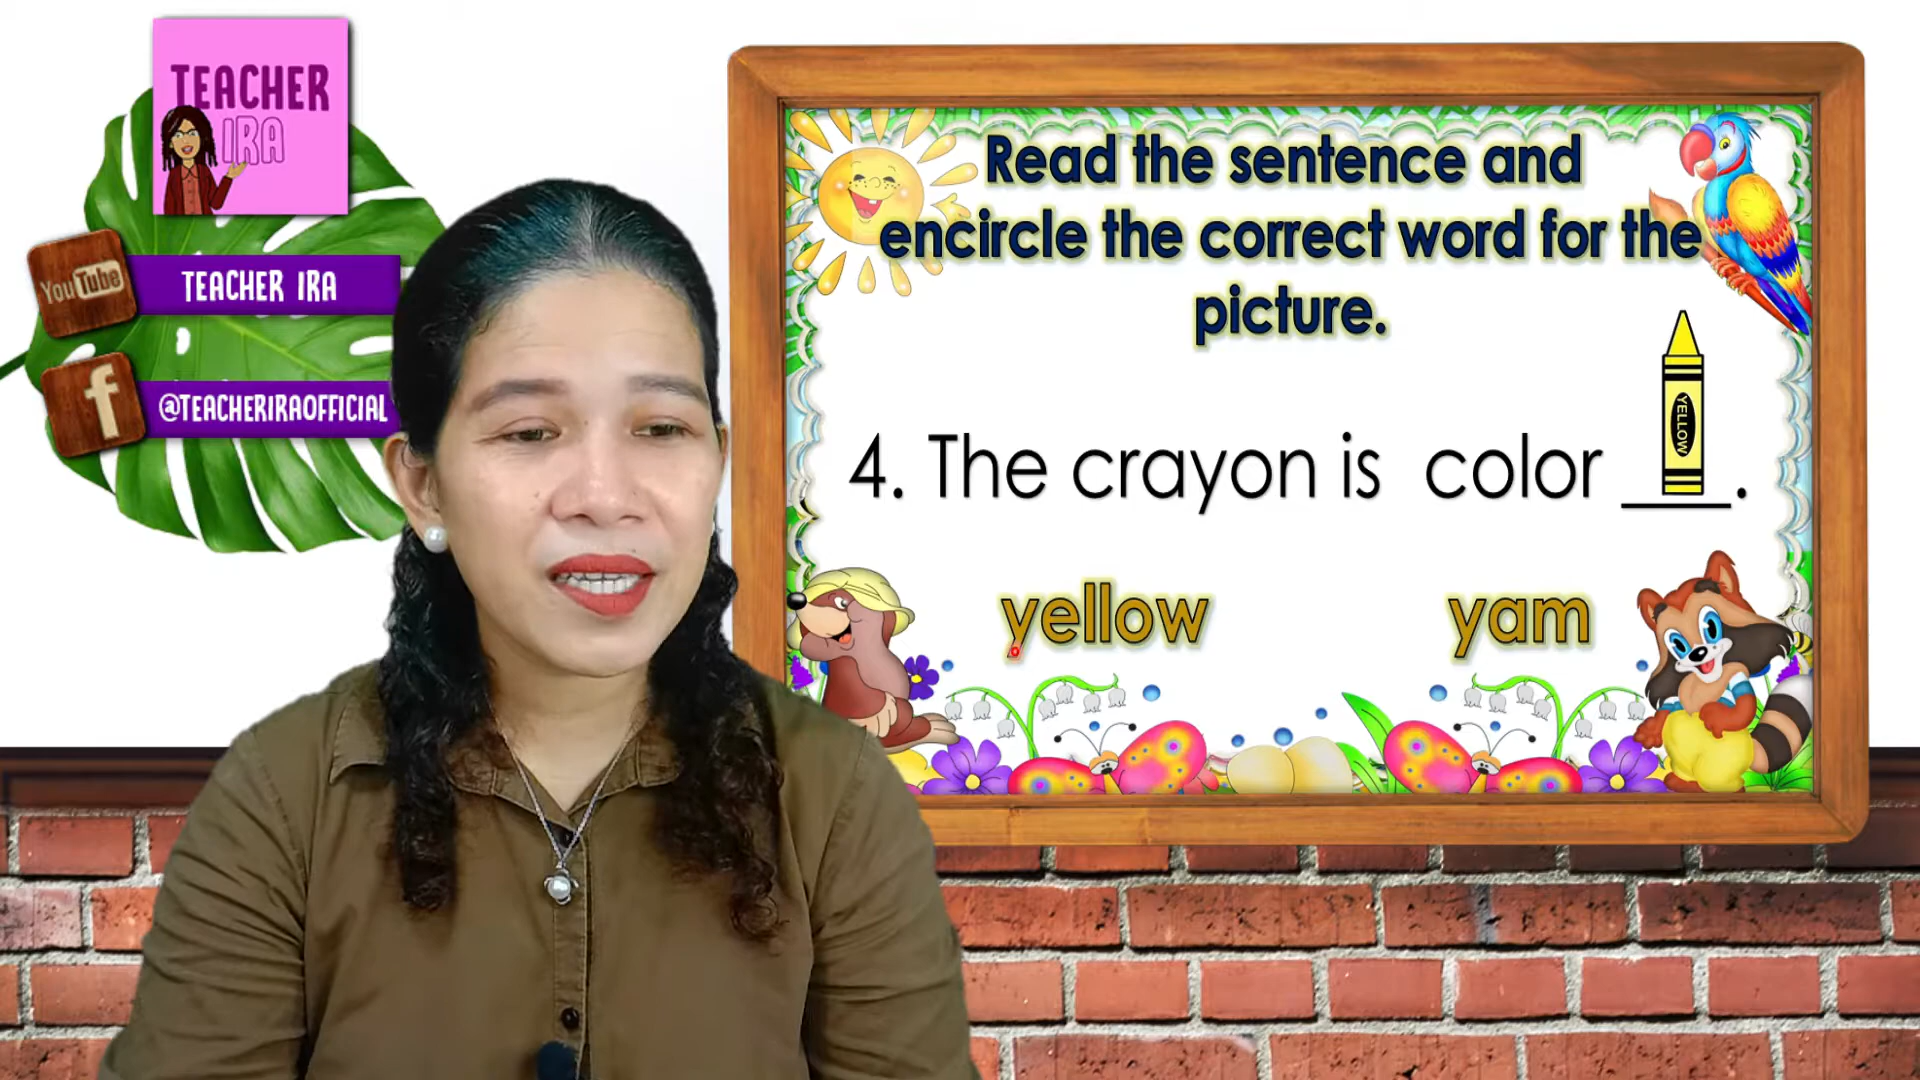 TEACHER
IRA
YouTube
TEACHER IRA
f
@TEACHERIRAOFFICIAL
Read the sentence and
encircle the correct word for the
picture.
YELLOW
4. The crayon is color ____.
yellow yam